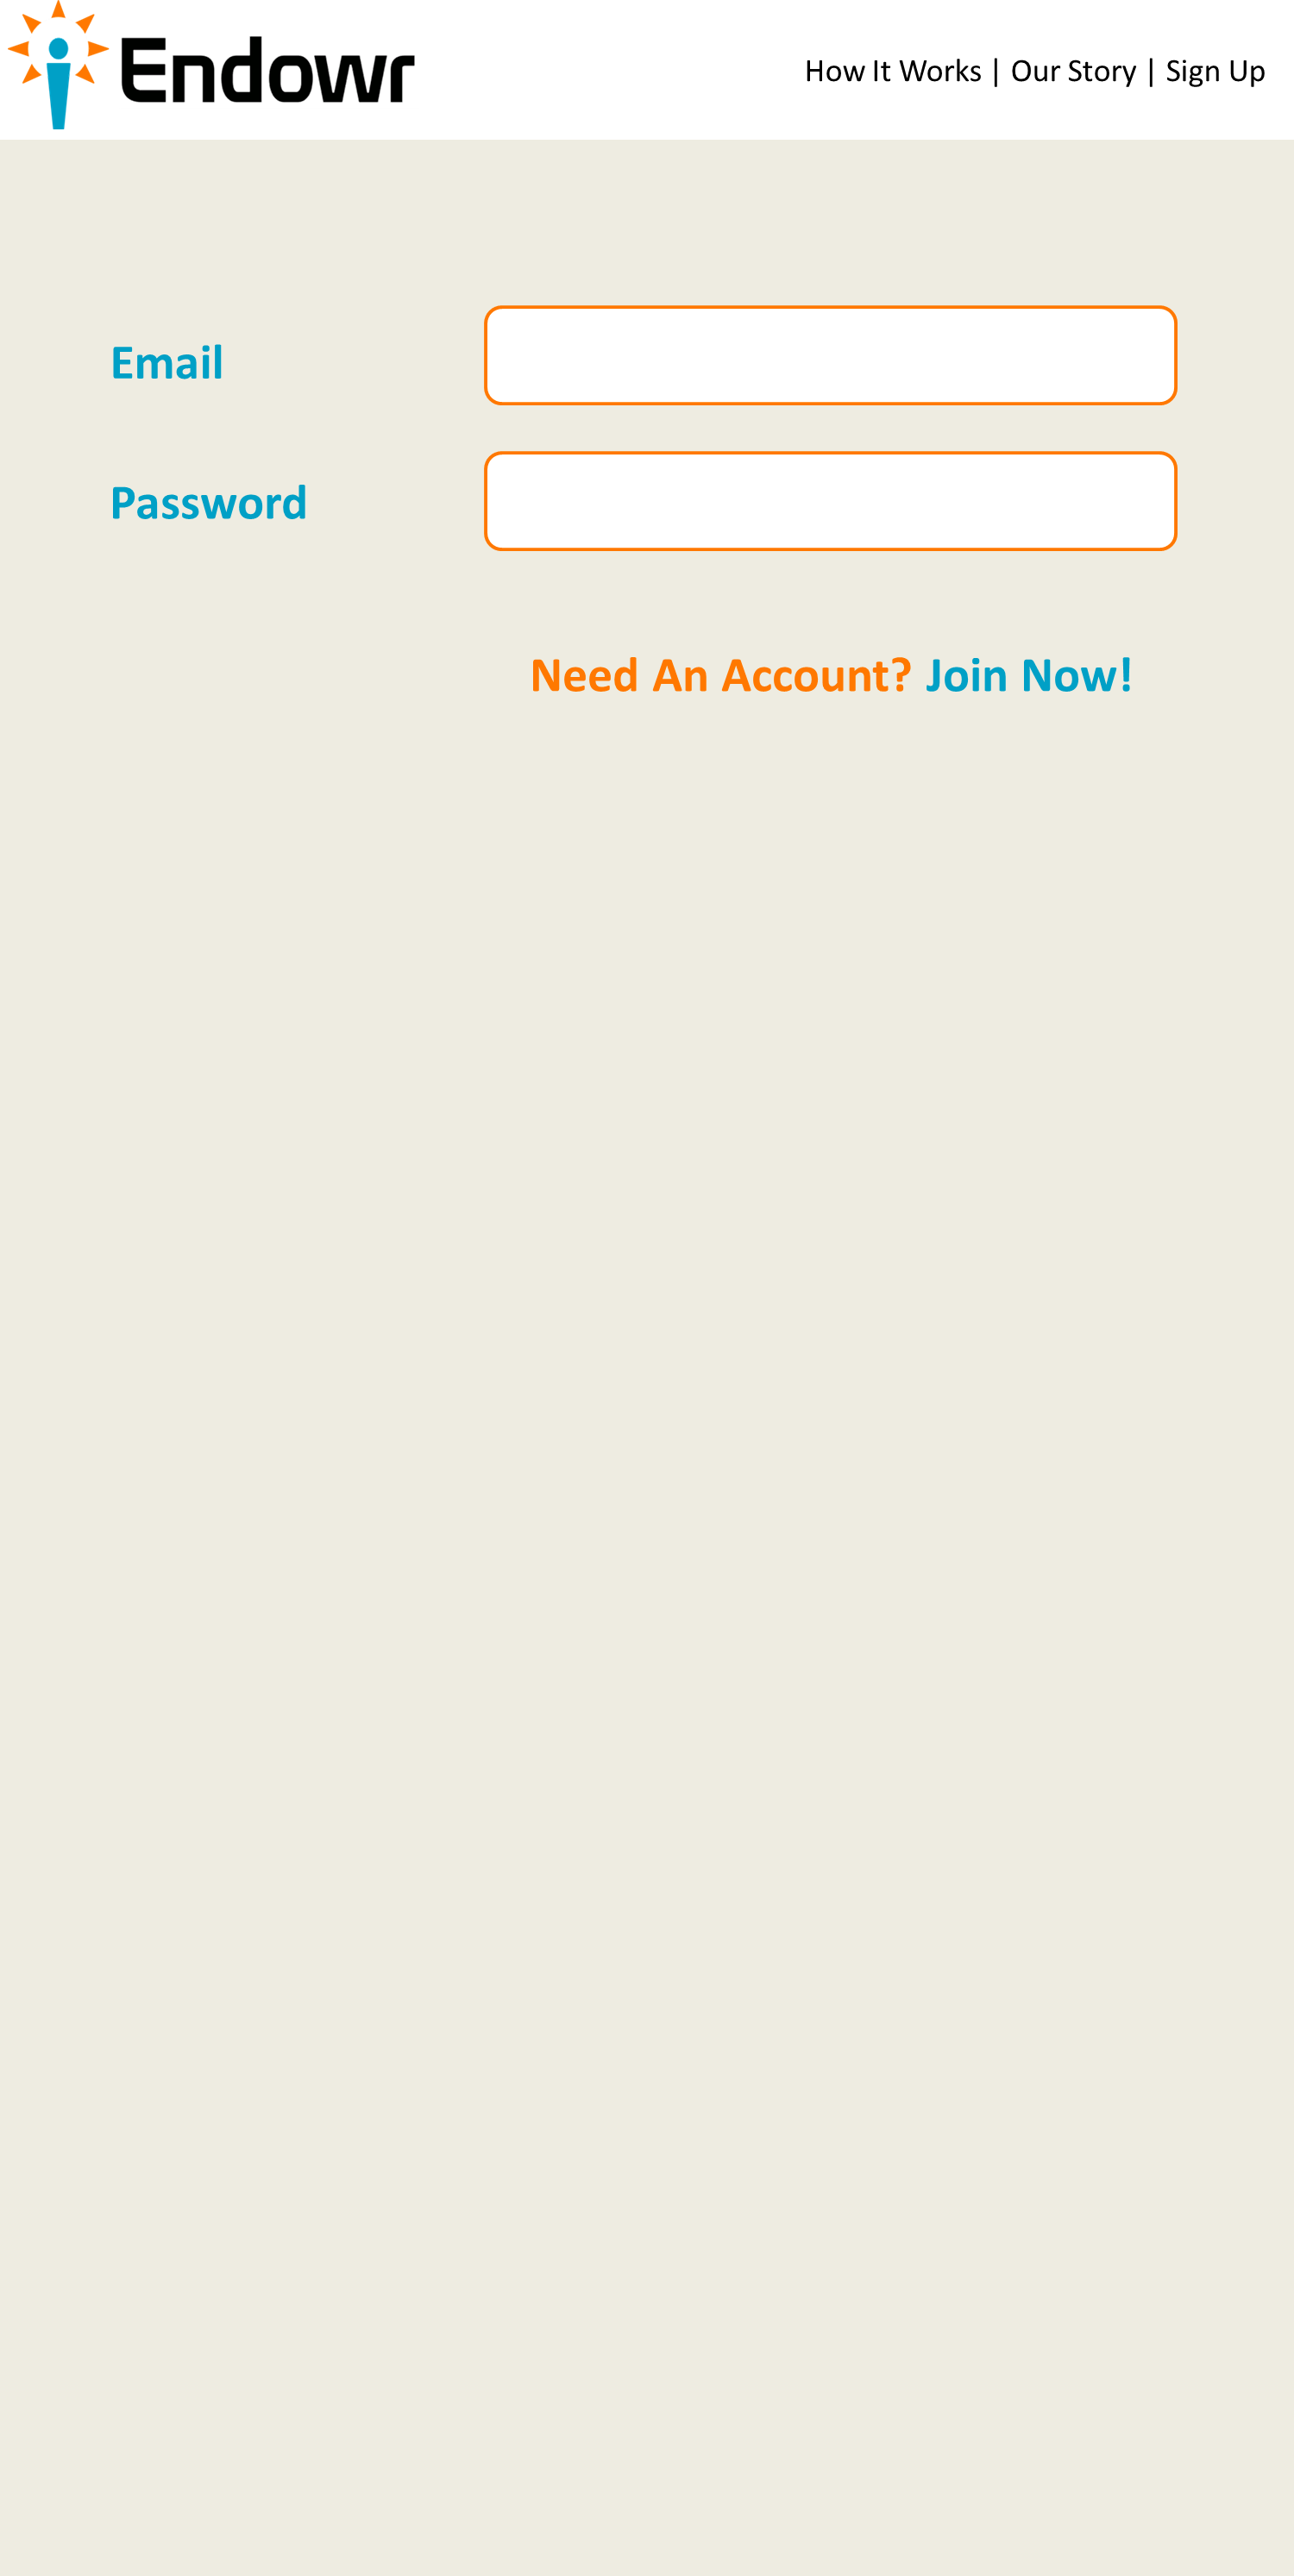 Endowr
How It Works | Our Story | Sign Up
Email
Password
Need An Account? Join Now!